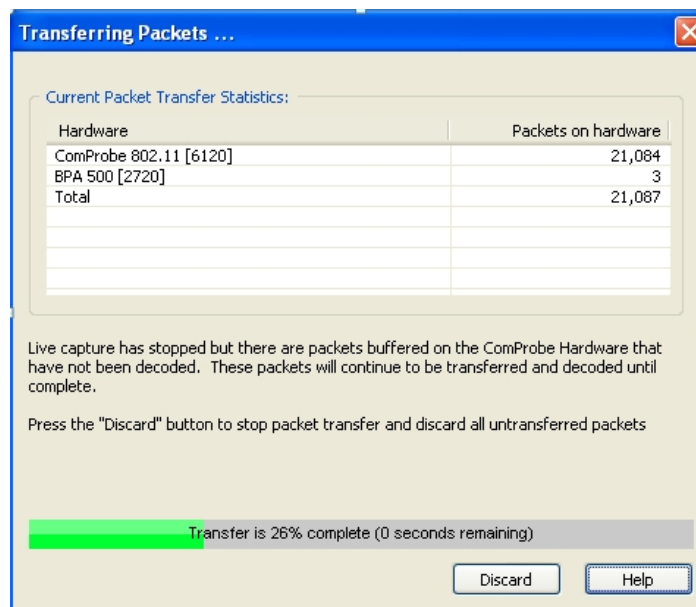 Transferring Packets ...
Current Packet Transfer Statistics:
Hardware Packets on hardware
ComProbe 802.11 [6120] 21,084
BPA 500 [2720] 3
Total 21,087
Live capture has stopped but there are packets buffered on the ComProbe Hardware that
have not been decoded. These packets will continue to be transferred and decoded until
complete.
Press the "Discard" button to stop packet transfer and discard all untransferred packets
Transfer is 26% complete (0 seconds remaining)
Discard Help